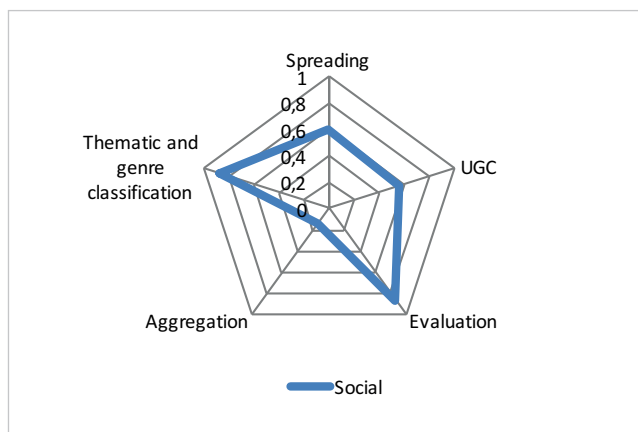 Spreading
1
0,8
0,6
0,4
0,2
0
Thematic and
genre
classification
UGC
Aggregation
Evaluation
Social